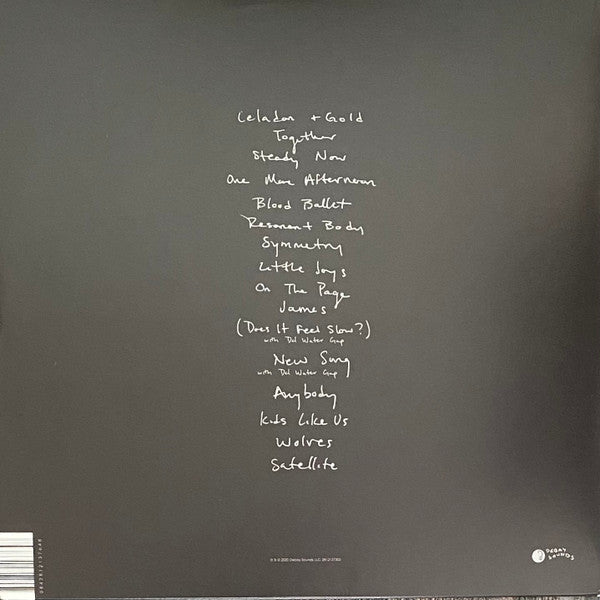 Celadon + Gold
Together
Steady Now
One More Afternoon
Blood Ballet
Resonant Body
Symmetry
Little Joys
On The Page
James
(Does It Feel Slow?)
with Del Water Gap
New Song
with Del Water Gap
Anybody
Kids Like Us
Wolves
Satellite
DEBAY
SOUNDS